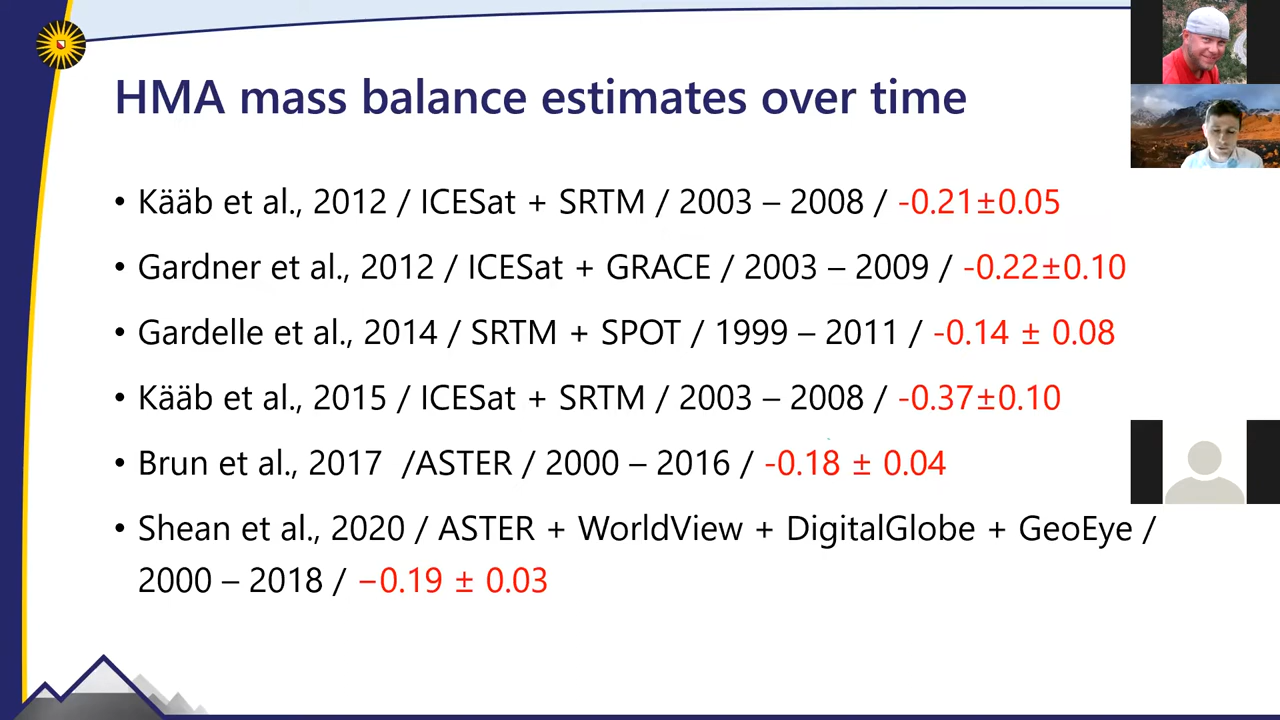 HMA mass balance estimates over time
• Kääb et al., 2012 / ICESat + SRTM / 2003 – 2008 / -0.21±0.05
• Gardner et al., 2012 / ICESat + GRACE / 2003 – 2009 / -0.22±0.10
• Gardelle et al., 2014 / SRTM + SPOT / 1999 – 2011 / -0.14 ± 0.08
• Kääb et al., 2015 / ICESat + SRTM / 2003 – 2008 / -0.37±0.10
• Brun et al., 2017  /ASTER / 2000 – 2016 / -0.18 ± 0.04
• Shean et al., 2020 / ASTER + WorldView + DigitalGlobe + GeoEye /
2000 – 2018 / −0.19 ± 0.03